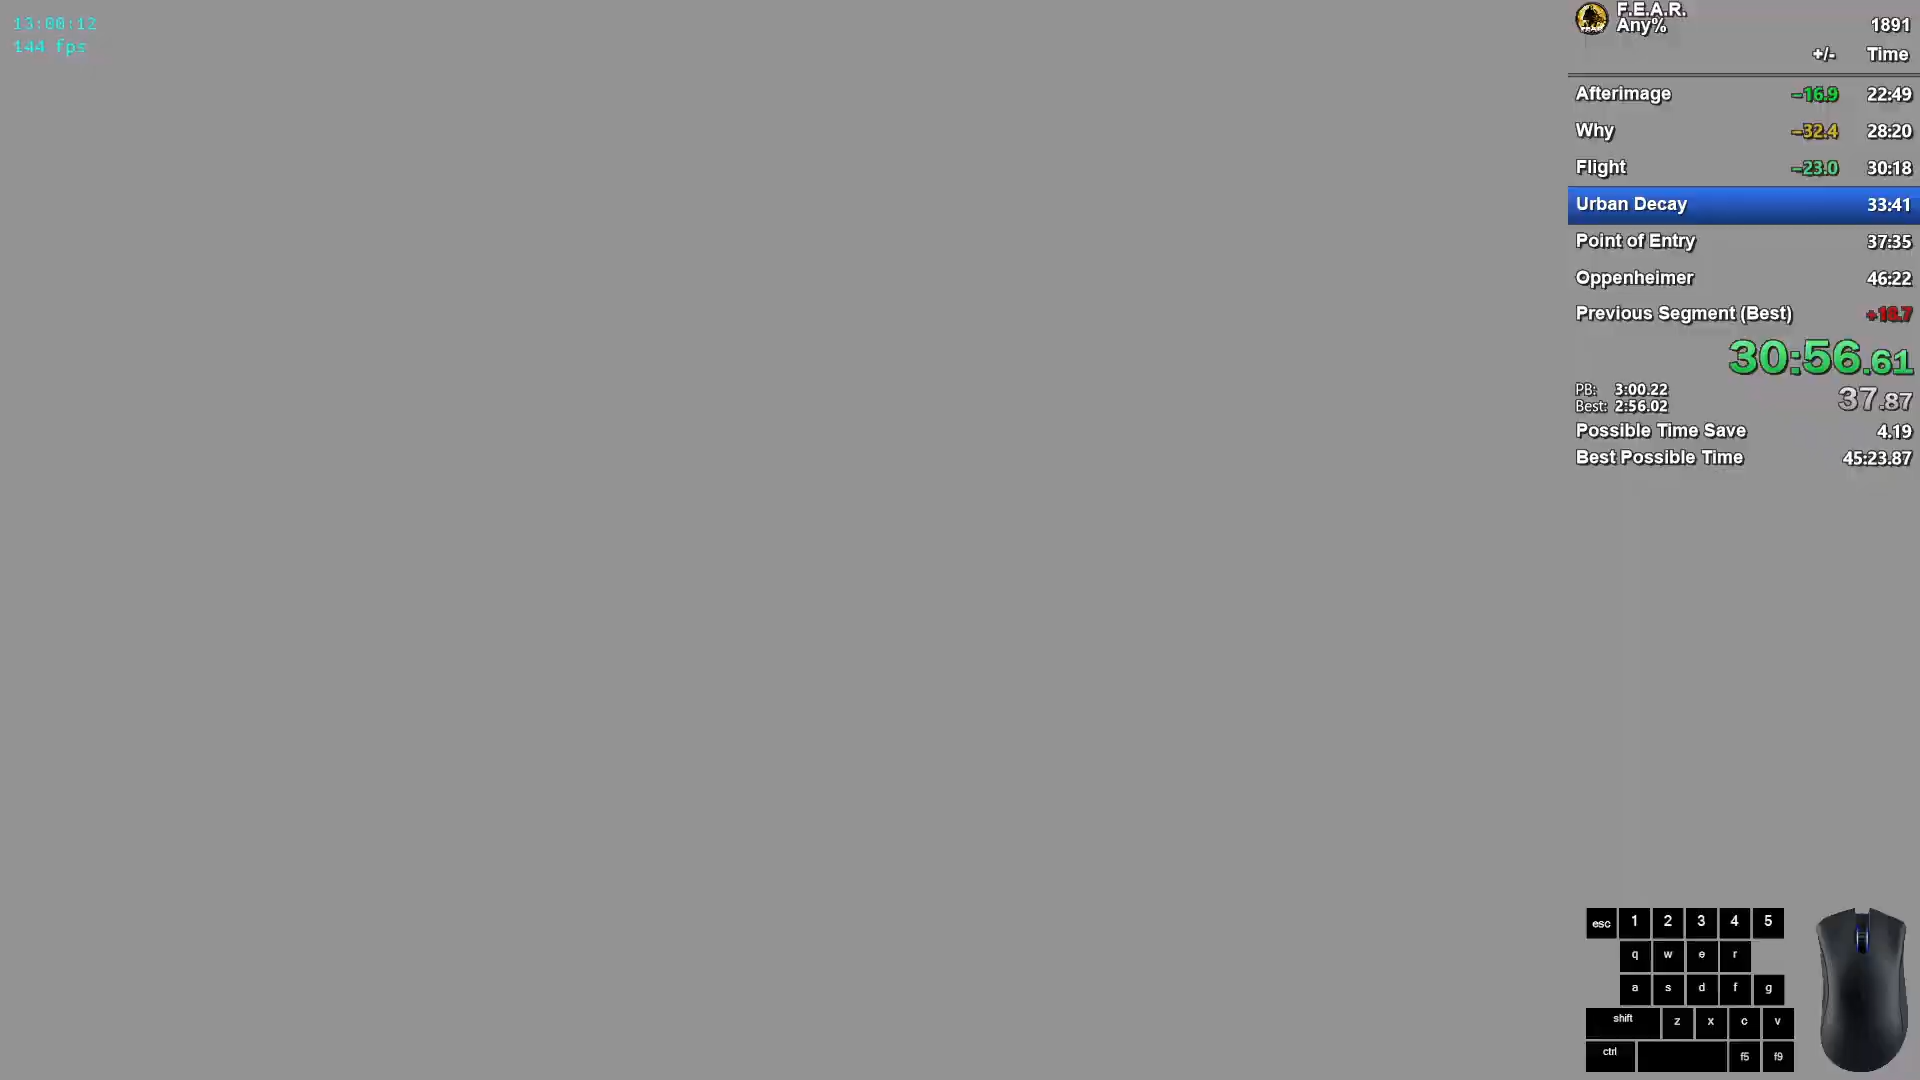 13:00:12
144 fps
F.E.A.R.
Any%
1891
+/- Time
Afterimage -16.9 22:49
Why -32.4 28:20
Flight -23.0 30:18
Urban Decay 33:41
Point of Entry 37:35
Oppenheimer 46:22
Previous Segment (Best) +16.7
30:56.61
PB: 3:00.22
37.87
Best: 2:56.02
Possible Time Save 4.19
Best Possible Time 45:23.87
esc 1 2 3 4 5
q w e r
a s d f g
shift z x c v
ctrl f5 f9